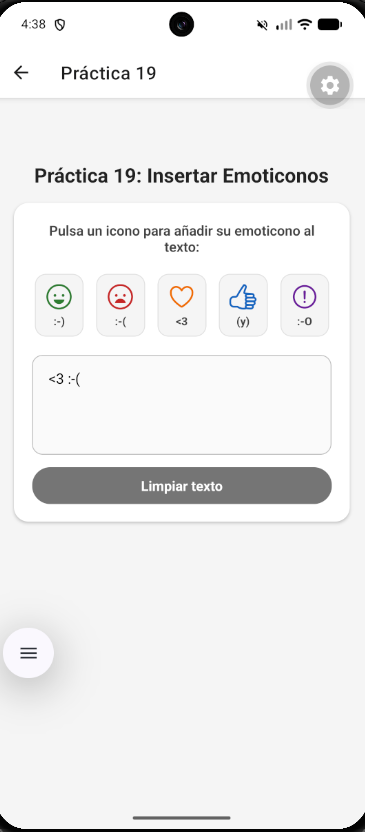 4:38
Práctica 19
Práctica 19: Insertar Emoticonos
Pulsa un icono para añadir su emoticono al
texto:
:-) :-( <3 (y) :-O
<3 :-(
Limpiar texto